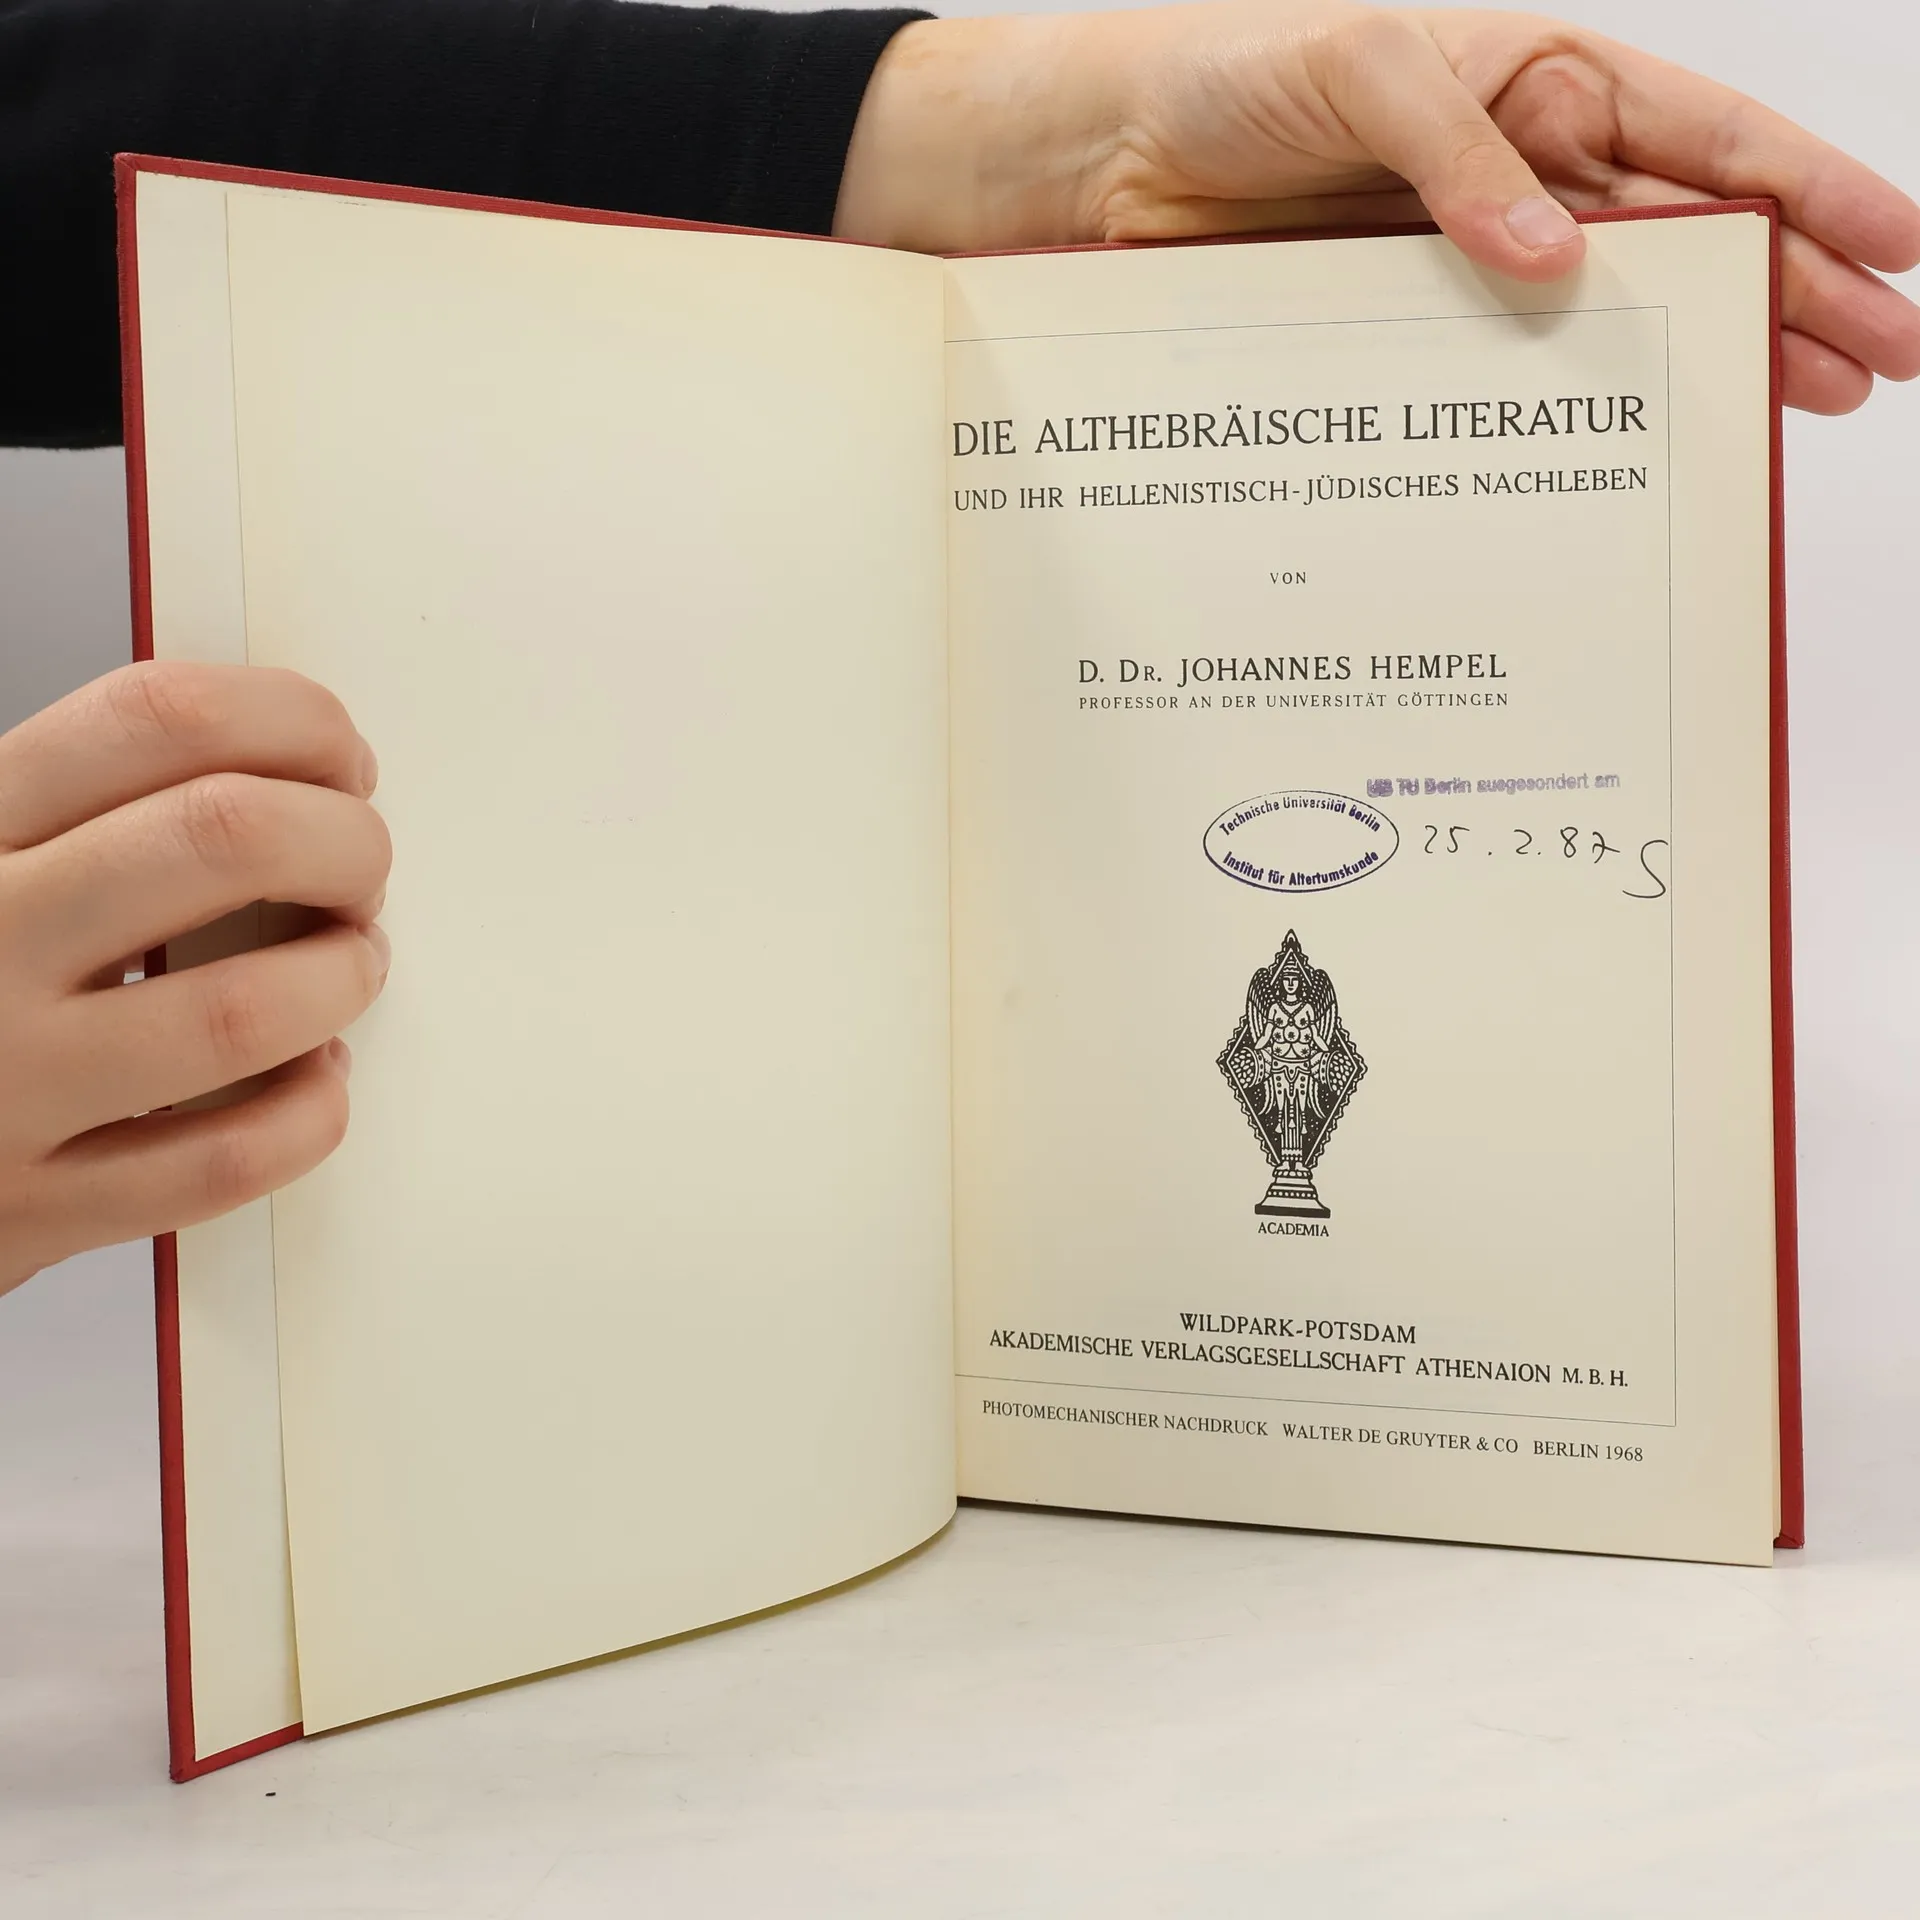 DIE ALTHEBRÄISCHE LITERATUR
UND IHR HELLENISTISCH-JÜDISCHES NACHLEBEN
VON
D. DR. JOHANNES HEMPEL
PROFESSOR AN DER UNIVERSITÄT GÖTTINGEN
UB TU Berlin ausgesondert am
Technische Universität Berlin
Institut für Altertumskunde
25. 2. 87 S
ACADEMIA
WILDPARK-POTSDAM
AKADEMISCHE VERLAGSGESELLSCHAFT ATHENAION M. B. H.
PHOTOMECHANISCHER NACHDRUCK WALTER DE GRUYTER & CO BERLIN 1968